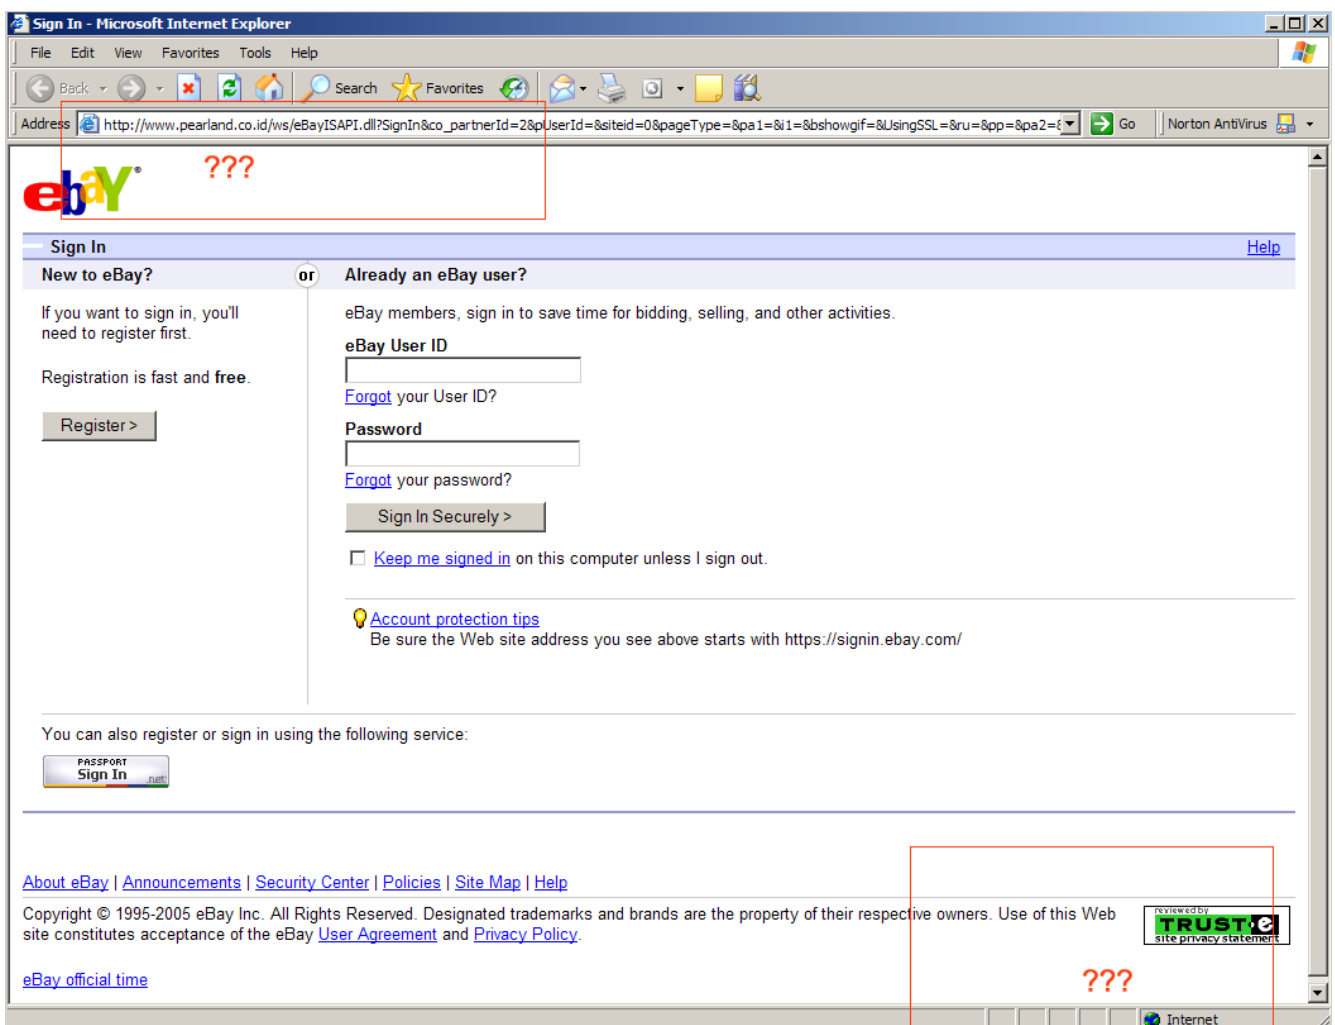 Sign In - Microsoft Internet Explorer
File Edit View Favorites Tools Help
Back Search Favorites
Address http://www.pearland.co.id/ws/eBayISAPI.dll?SignIn&co_partnerId=2&pUserId=&siteid=0&pageType=&pa1=&i1=&bshowgif=&UsingSSL=&ru=&pp=&pa2=& Go Norton AntiVirus
???
ebaY®
Sign In Help
New to eBay? or Already an eBay user?
If you want to sign in, you'll
need to register first.
Registration is fast and free.
Register >
eBay members, sign in to save time for bidding, selling, and other activities.
eBay User ID
Forgot your User ID?
Password
Forgot your password?
Sign In Securely >
Keep me signed in on this computer unless I sign out.
Account protection tips
Be sure the Web site address you see above starts with https://signin.ebay.com/
You can also register or sign in using the following service:
PASSPORT
Sign In .net
About eBay | Announcements | Security Center | Policies | Site Map | Help
Copyright © 1995-2005 eBay Inc. All Rights Reserved. Designated trademarks and brands are the property of their respective owners. Use of this Web
site constitutes acceptance of the eBay User Agreement and Privacy Policy.
reviewed by
TRUST·e
site privacy statement
eBay official time
???
Internet